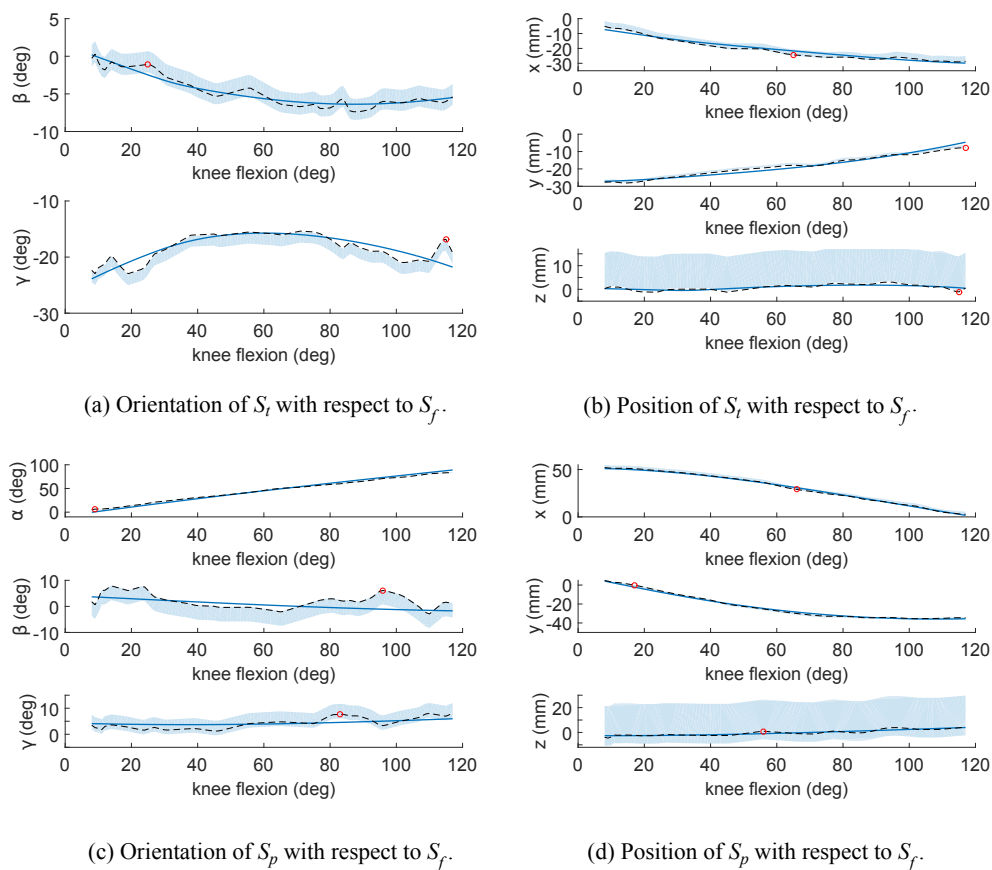 5
0
-5
-10
β (deg)
0 20 40 60 80 100 120
knee flexion (deg)
-10
-20
-30
γ (deg)
0 20 40 60 80 100 120
knee flexion (deg)
(a) Orientation of S_t with respect to S_f.
0
-10
-20
-30
x (mm)
0 20 40 60 80 100 120
knee flexion (deg)
0
-10
-20
-30
y (mm)
0 20 40 60 80 100 120
knee flexion (deg)
10
0
z (mm)
0 20 40 60 80 100 120
knee flexion (deg)
(b) Position of S_t with respect to S_f.
100
50
0
α (deg)
0 20 40 60 80 100 120
knee flexion (deg)
10
0
-10
β (deg)
0 20 40 60 80 100 120
knee flexion (deg)
10
0
γ (deg)
0 20 40 60 80 100 120
knee flexion (deg)
(c) Orientation of S_p with respect to S_f.
50
0
x (mm)
0 20 40 60 80 100 120
knee flexion (deg)
0
-20
-40
y (mm)
0 20 40 60 80 100 120
knee flexion (deg)
20
0
z (mm)
0 20 40 60 80 100 120
knee flexion (deg)
(d) Position of S_p with respect to S_f.